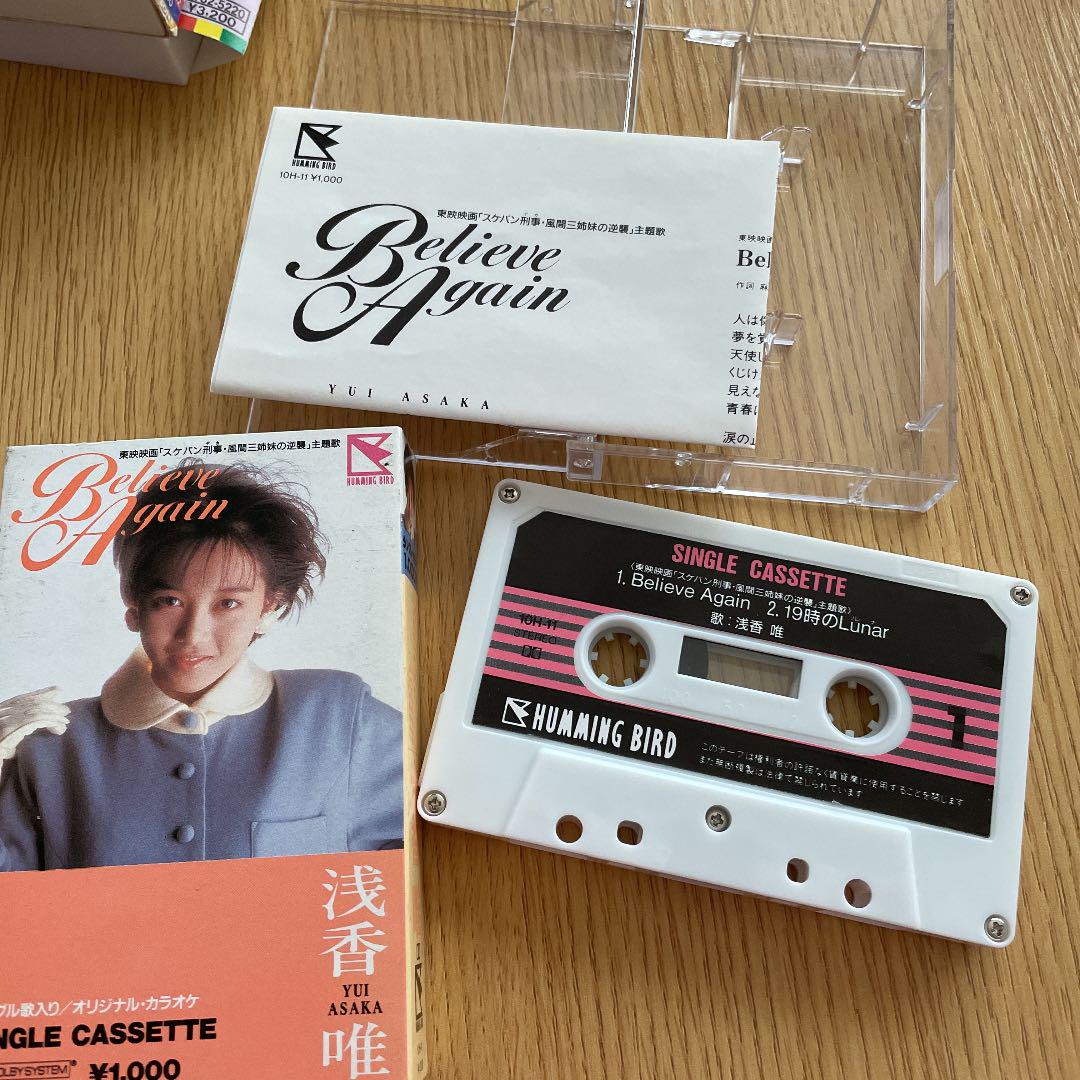 ¥3,200
HUMMING BIRD
10H-11 ¥1,000
東映映画「スケバン刑事・風間三姉妹の逆襲」主題歌
Believe
Again
YUI ASAKA
東映映画
Bel
作詞 麻
人は
夢を
天使
くじけ
見えな
青春
涙の
東映映画「スケバン刑事・風間三姉妹の逆襲」主題歌
Believe
Again
HUMMING BIRD
浅香唯
YUI
ASAKA
グル歌入り/オリジナル・カラオケ
NGLE CASSETTE
DOLBY SYSTEM
¥1,000
SINGLE CASSETTE
〈東映映画「スケバン刑事・風間三姉妹の逆襲」主題歌〉
1. Believe Again 2. 19時のLunar
ルーナ
歌:浅香 唯
10H-11
STEREO
1
HUMMING BIRD
このテープは権利者の許諾なく賃貸業に使用することを禁じます
また無断複製は法律で禁じられています